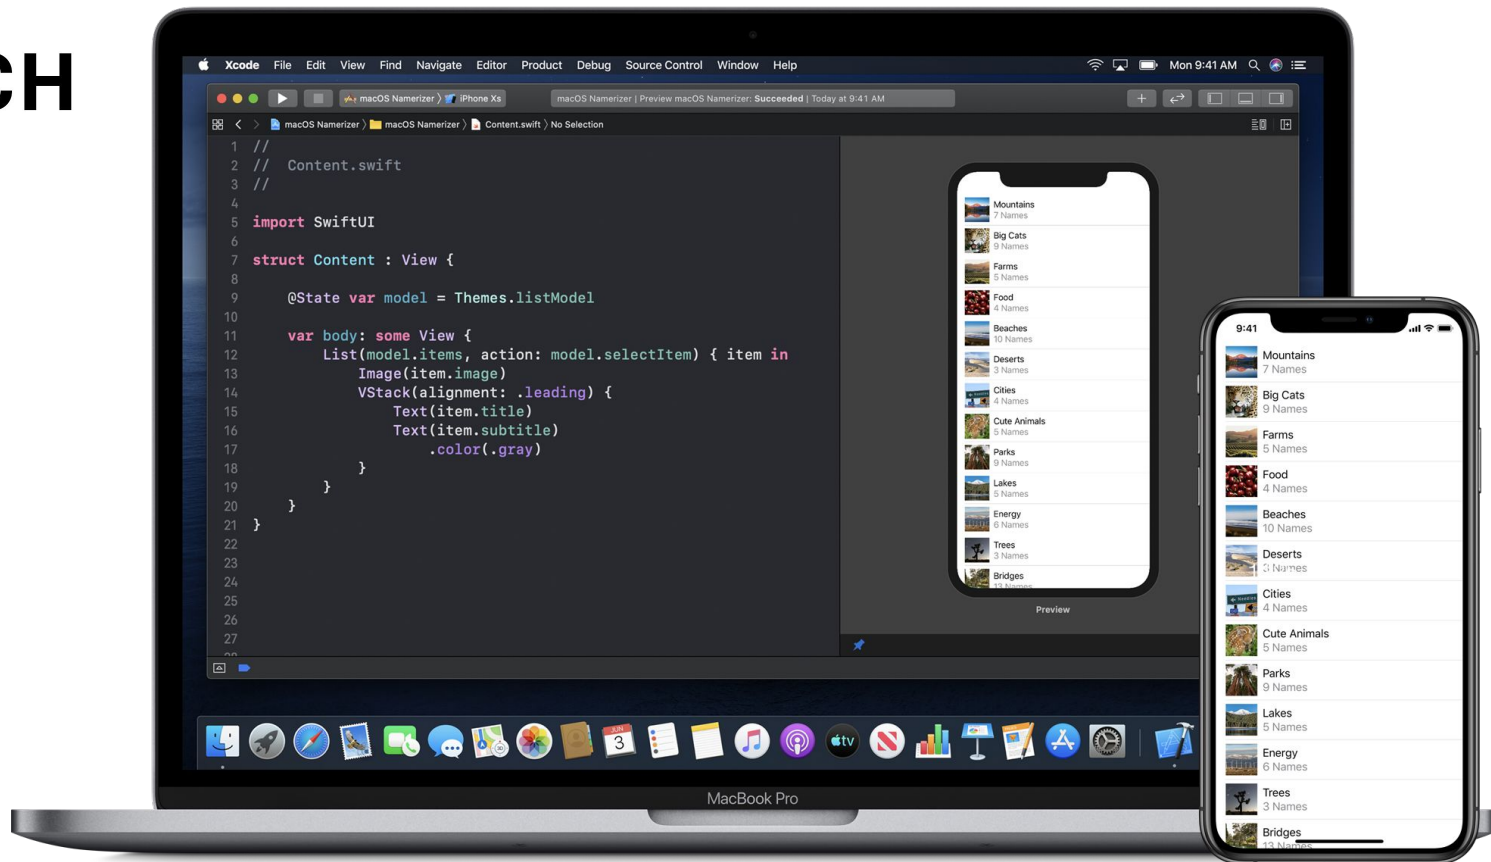 CH
Xcode File Edit View Find Navigate Editor Product Debug Source Control Window Help Mon 9:41 AM
macOS Namerizer 〉 iPhone Xs macOS Namerizer | Preview macOS Namerizer: Succeeded | Today at 9:41 AM
macOS Namerizer 〉 macOS Namerizer 〉 Content.swift 〉 No Selection
1 //
2 // Content.swift
3 //
4
5 import SwiftUI
6
7 struct Content : View {
8
9 @State var model = Themes.listModel
10
11 var body: some View {
12 List(model.items, action: model.selectItem) { item in
13 Image(item.image)
14 VStack(alignment: .leading) {
15 Text(item.title)
16 Text(item.subtitle)
17 .color(.gray)
18 }
19 }
20 }
21 }
22
23
24
25
26
27
Mountains
7 Names
Big Cats
9 Names
Farms
5 Names
Food
4 Names
Beaches
10 Names
Deserts
3 Names
Cities
4 Names
Cute Animals
5 Names
Parks
9 Names
Lakes
5 Names
Energy
6 Names
Trees
3 Names
Bridges
13 Names
Preview
JUN
3
tv
MacBook Pro
9:41
Mountains
7 Names
Big Cats
9 Names
Farms
5 Names
Food
4 Names
Beaches
10 Names
Deserts
3 Names
Cities
4 Names
Cute Animals
5 Names
Parks
9 Names
Lakes
5 Names
Energy
6 Names
Trees
3 Names
Bridges
13 Names